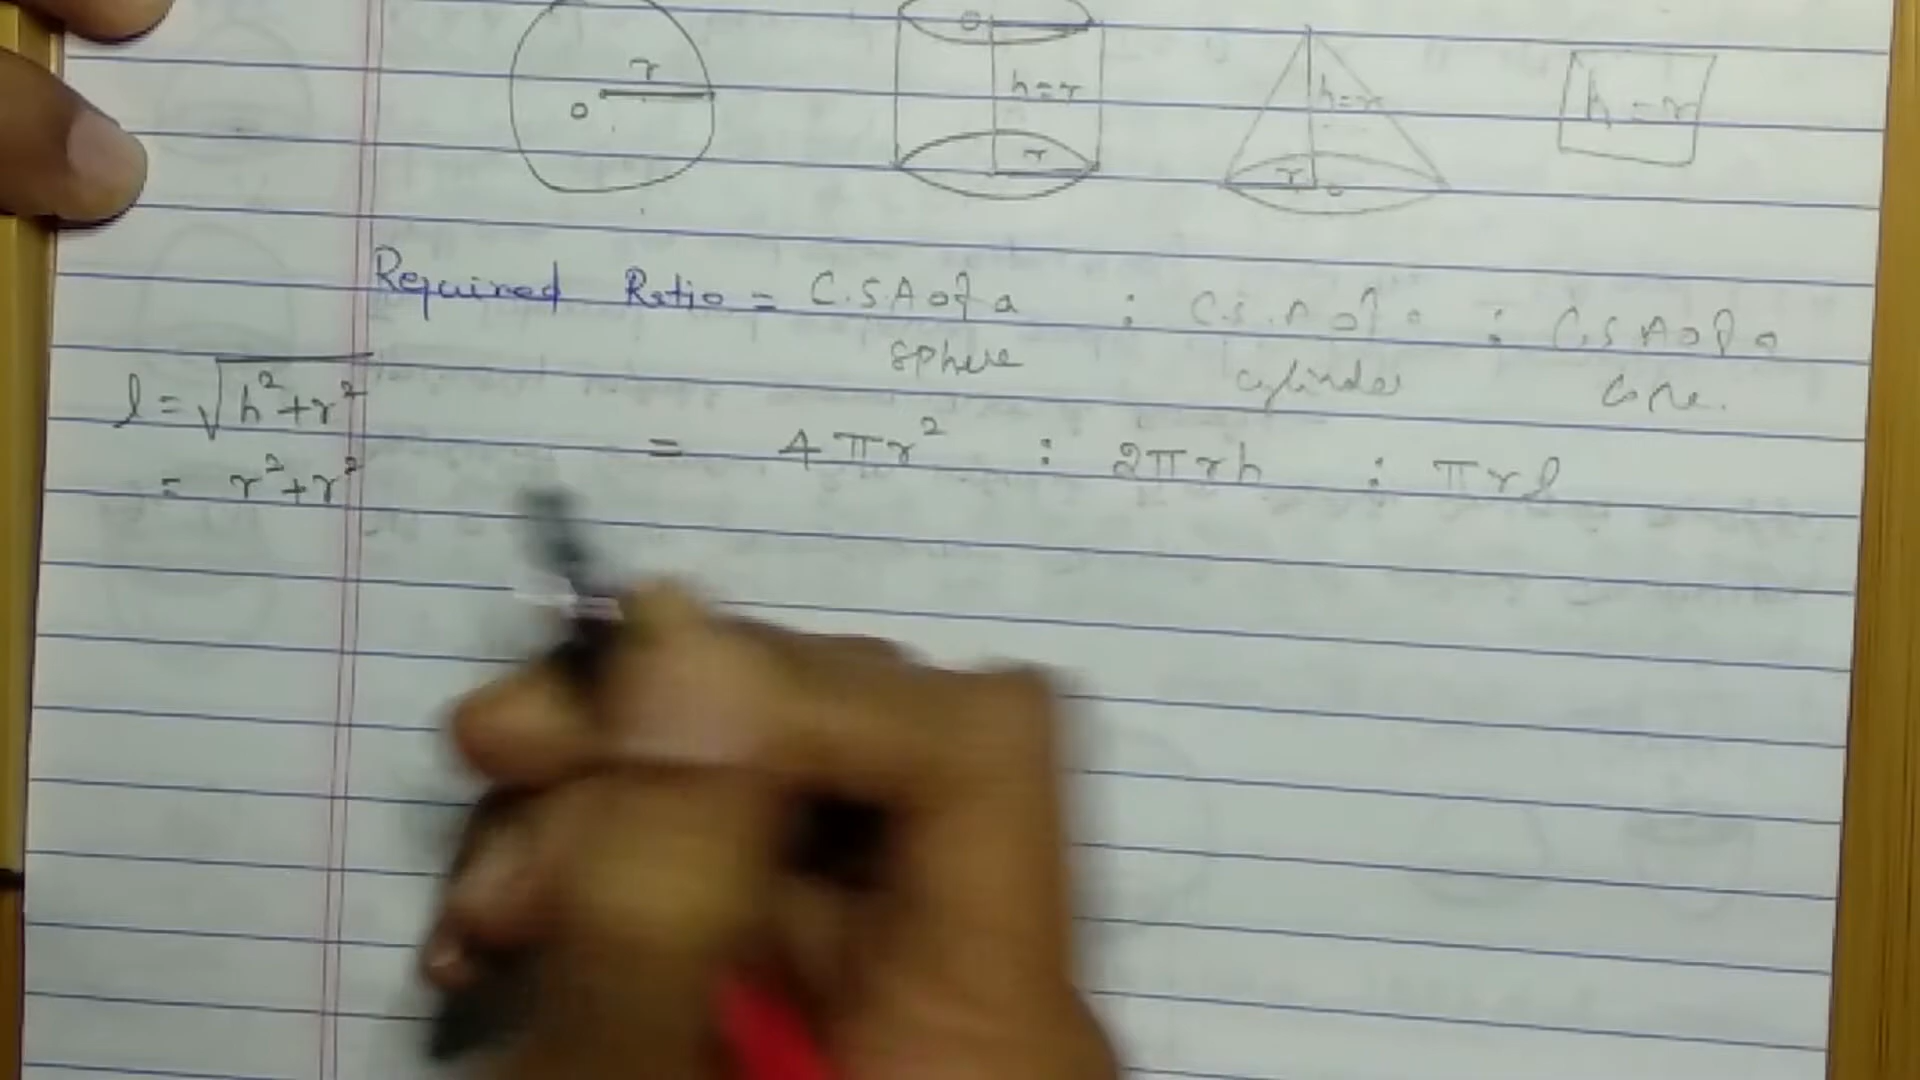 r
o
o
h=r
r
h=r
r o
h = r
Required Ratio = C.S.A of a : C.S.A of a : C.S.A of a
sphere cylinder cone.
l = √h²+r²
= 4πr² : 2πrh : πrl
= r²+r²